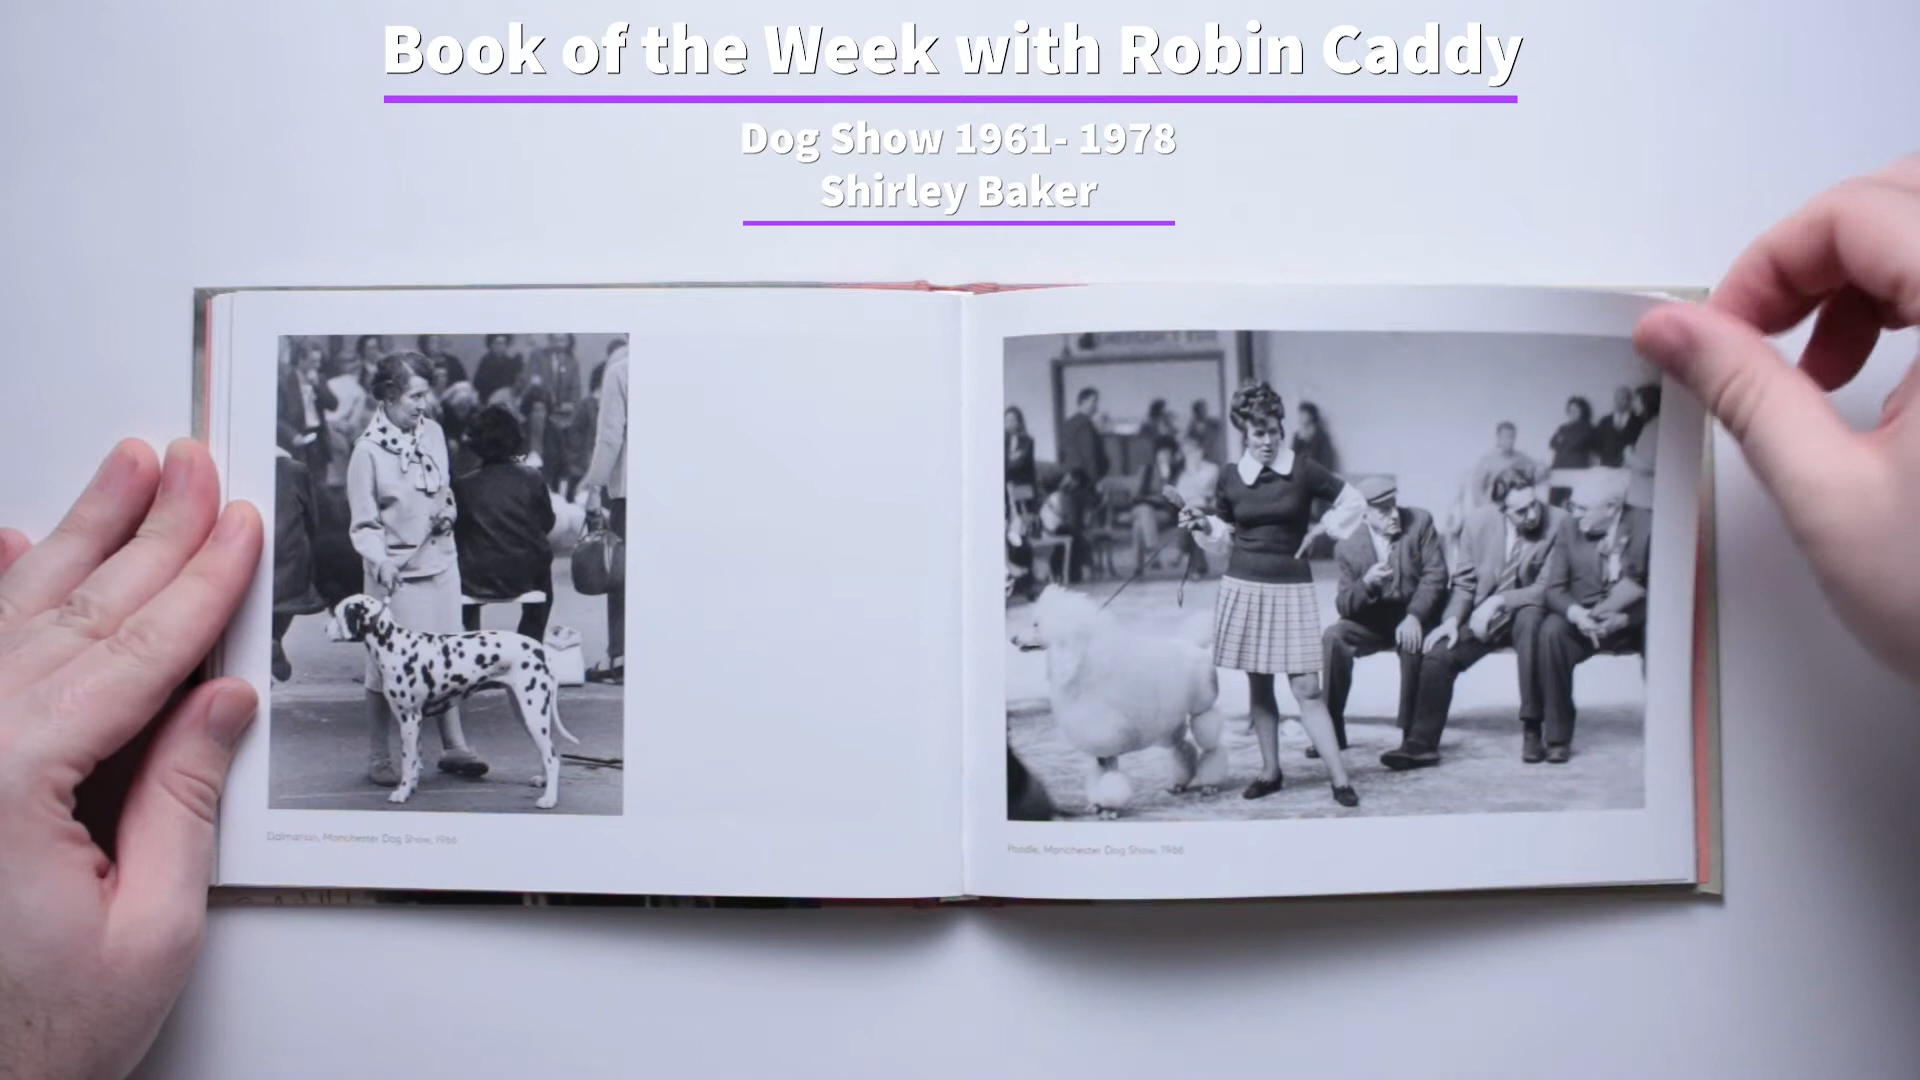 Book of the Week with Robin Caddy
Dog Show 1961- 1978
Shirley Baker
Dalmatian, Manchester Dog Show, 1966
Poodle, Manchester Dog Show, 1966